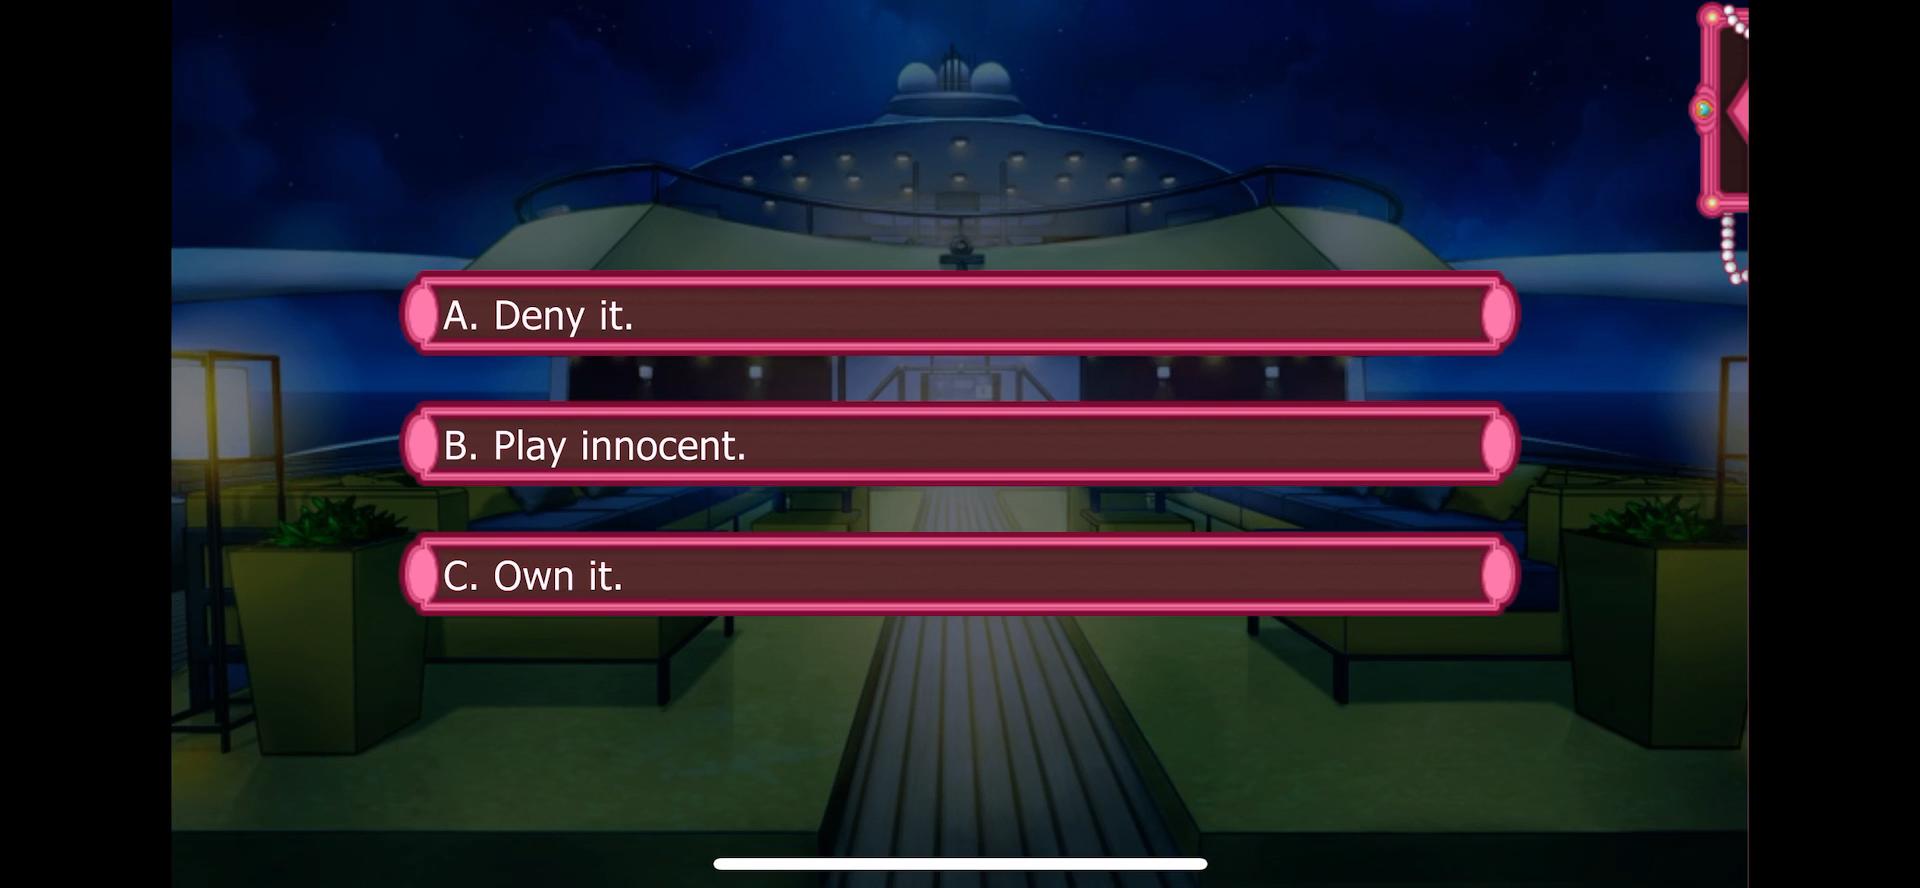 A. Deny it.
B. Play innocent.
C. Own it.